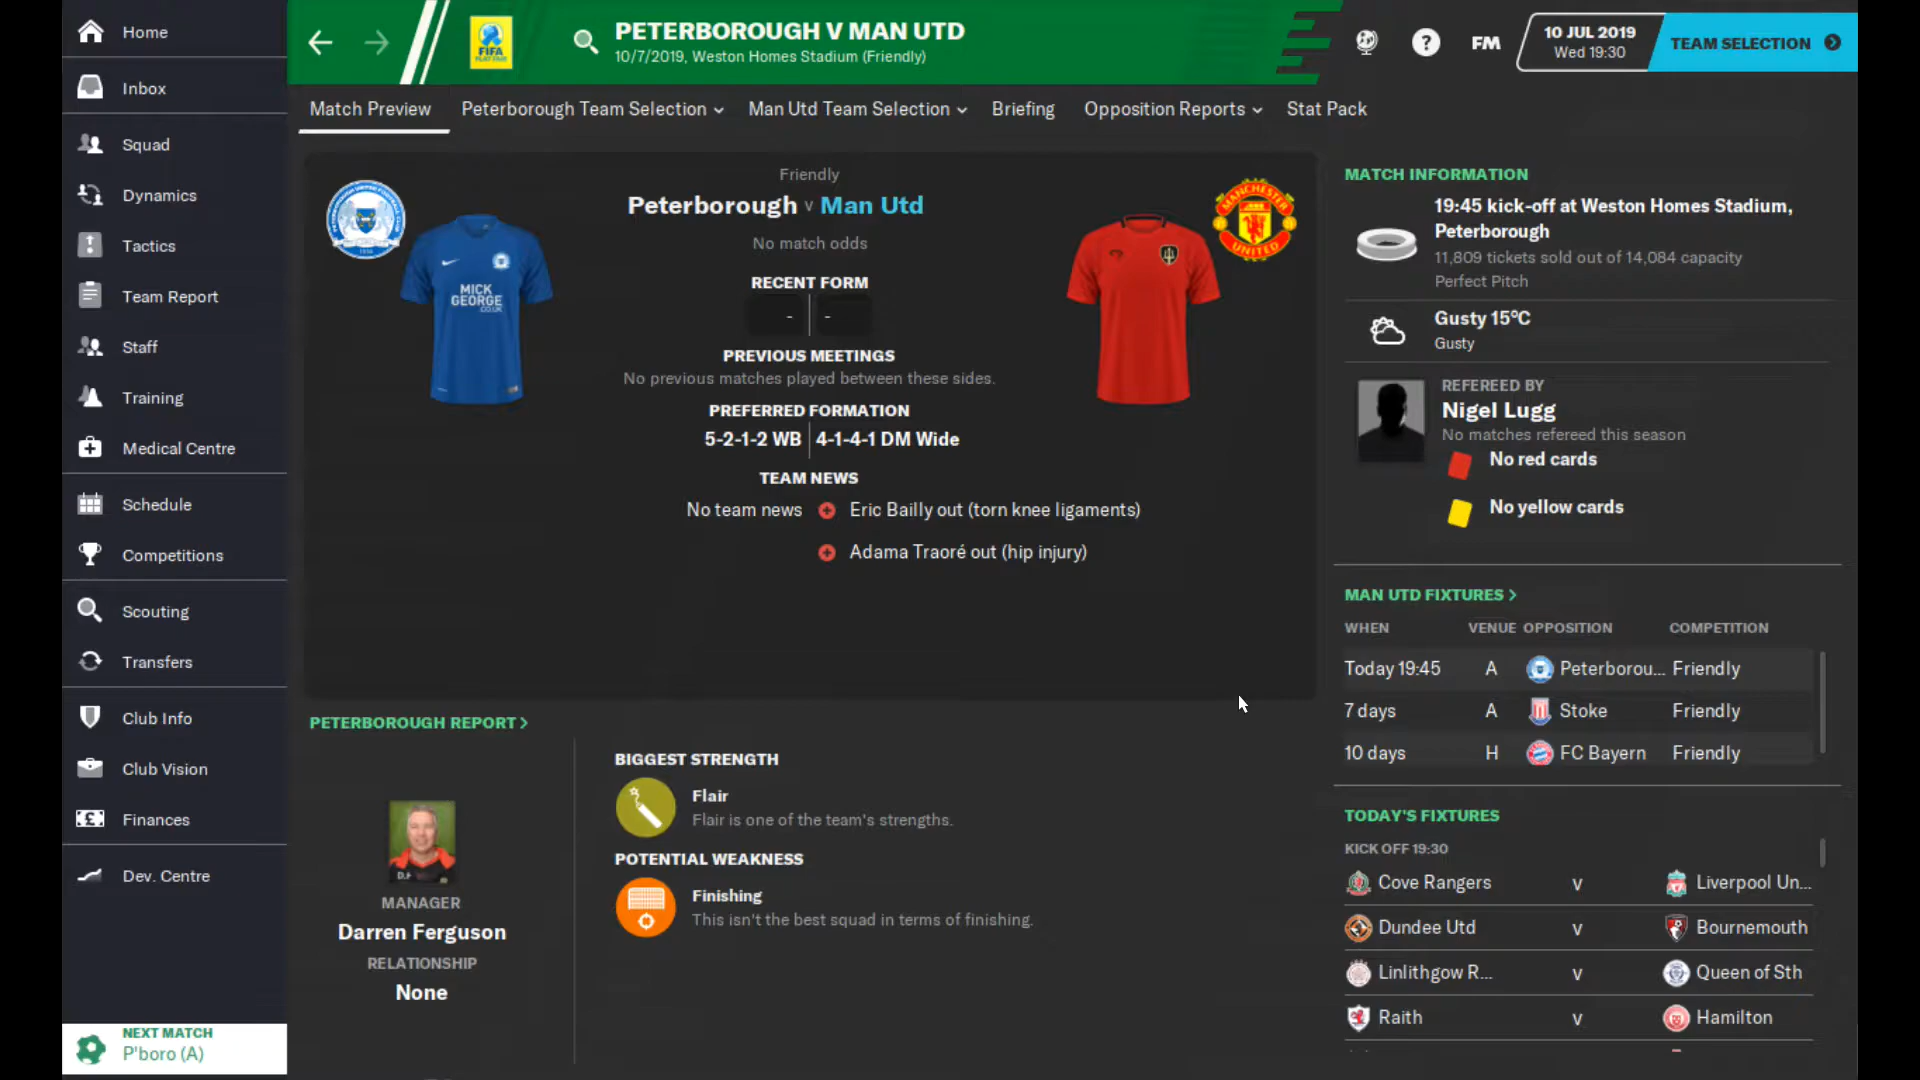 Home
Inbox
Squad
Dynamics
Tactics
Team Report
Staff
Training
Medical Centre
Schedule
Competitions
Scouting
Transfers
Club Info
Club Vision
Finances
Dev. Centre
NEXT MATCH
P'boro (A)
FIFA
PETERBOROUGH V MAN UTD
10/7/2019, Weston Homes Stadium (Friendly)
?
FM
10 JUL 2019
Wed 19:30
TEAM SELECTION
Match Preview
Peterborough Team Selection
Man Utd Team Selection
Briefing
Opposition Reports
Stat Pack
MICK
GEORGE
.CO.UK
Friendly
Peterborough v Man Utd
No match odds
RECENT FORM
- -
PREVIOUS MEETINGS
No previous matches played between these sides.
PREFERRED FORMATION
5-2-1-2 WB 4-1-4-1 DM Wide
TEAM NEWS
No team news
Eric Bailly out (torn knee ligaments)
Adama Traoré out (hip injury)
MANCHESTER
UNITED
PETERBOROUGH REPORT >
MANAGER
Darren Ferguson
RELATIONSHIP
None
BIGGEST STRENGTH
Flair
Flair is one of the team's strengths.
POTENTIAL WEAKNESS
Finishing
This isn't the best squad in terms of finishing.
MATCH INFORMATION
19:45 kick-off at Weston Homes Stadium,
Peterborough
11,809 tickets sold out of 14,084 capacity
Perfect Pitch
Gusty 15°C
Gusty
REFEREED BY
Nigel Lugg
No matches refereed this season
No red cards
No yellow cards
MAN UTD FIXTURES >
WHEN VENUE OPPOSITION COMPETITION
Today 19:45 A Peterborou... Friendly
7 days A Stoke Friendly
10 days H FC Bayern Friendly
TODAY'S FIXTURES
KICK OFF 19:30
Cove Rangers v Liverpool Un...
Dundee Utd v Bournemouth
Linlithgow R... v Queen of Sth
Raith v Hamilton